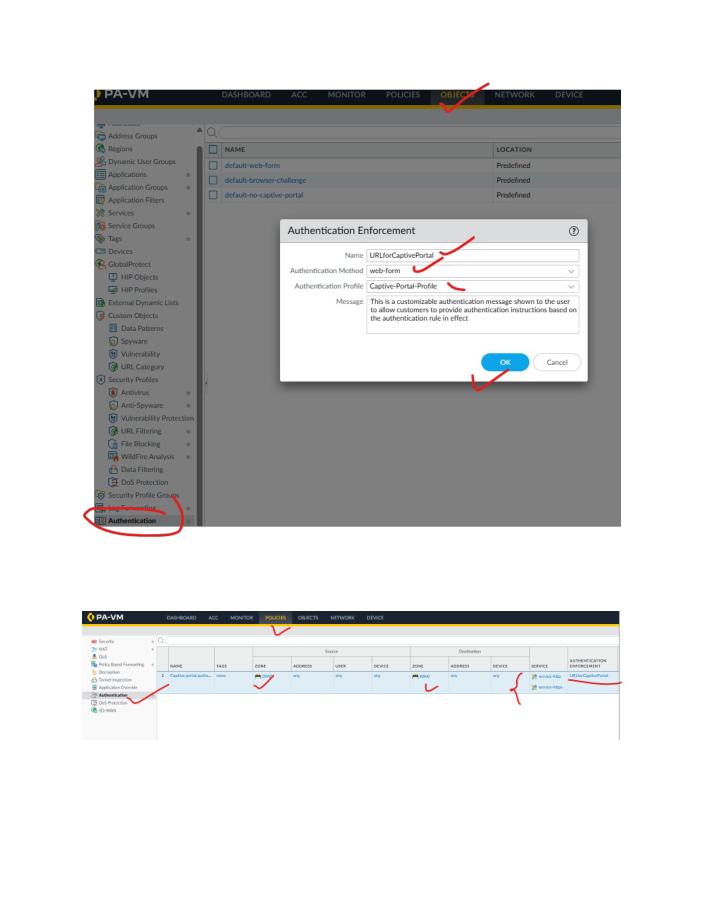 PA-VM
DASHBOARD ACC MONITOR POLICIES OBJECTS NETWORK DEVICE
Address Groups
Regions
Dynamic User Groups
Applications
Application Groups
Application Filters
Services
Service Groups
Tags
Devices
GlobalProtect
HIP Objects
HIP Profiles
External Dynamic Lists
Custom Objects
Data Patterns
Spyware
Vulnerability
URL Category
Security Profiles
Antivirus
Anti-Spyware
Vulnerability Protection
URL Filtering
File Blocking
WildFire Analysis
Data Filtering
DoS Protection
Security Profile Groups
Log Forwarding
Authentication
NAME LOCATION
default-web-form Predefined
default-browser-challenge Predefined
default-no-captive-portal Predefined
Authentication Enforcement
Name URLforCaptivePortal
Authentication Method web-form
Authentication Profile Captive-Portal-Profile
Message This is a customizable authentication message shown to the user
to allow customers to provide authentication instructions based on
the authentication rule in effect
OK Cancel
PA-VM
DASHBOARD ACC MONITOR POLICIES OBJECTS NETWORK DEVICE
Security
NAT
QoS
Policy Based Forwarding
Decryption
Tunnel Inspection
Application Override
Authentication
DoS Protection
SD-WAN
Source Destination
NAME TAGS ZONE ADDRESS USER DEVICE ZONE ADDRESS DEVICE SERVICE AUTHENTICATION
ENFORCEMENT
1 Captive portal authe... none any any any any any service-http URLforCaptivePortal
service-https